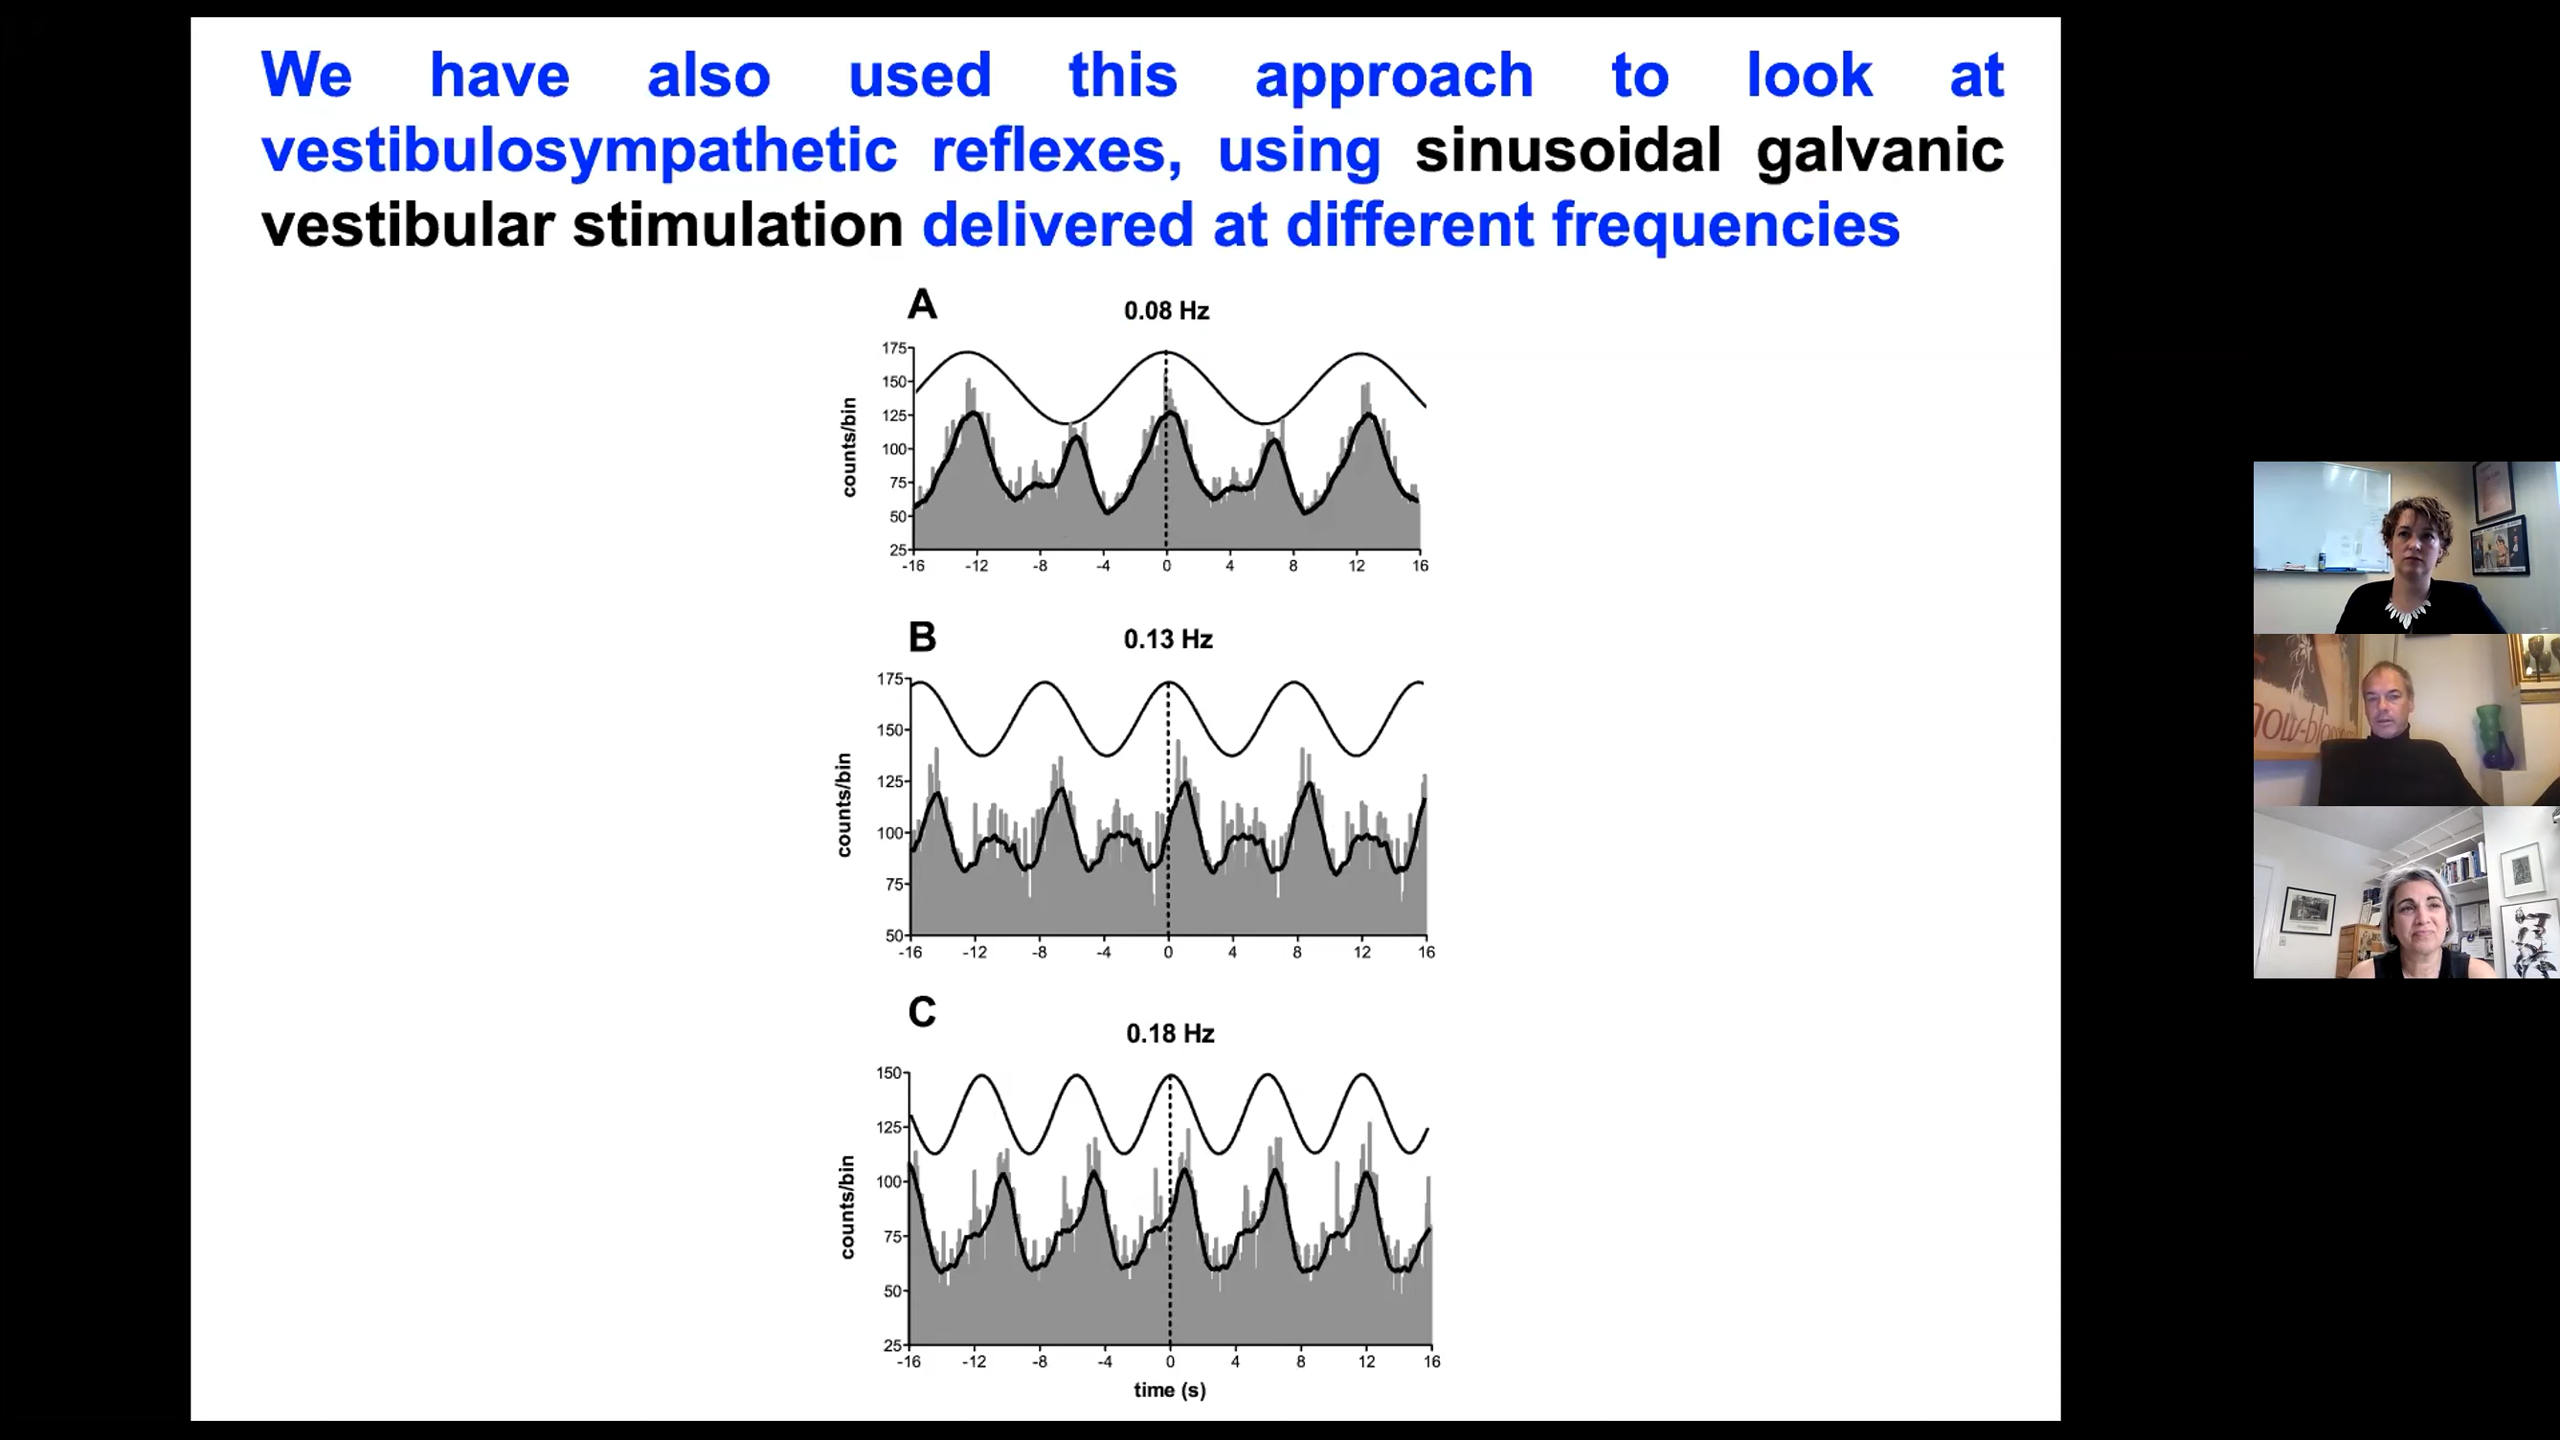 We have also used this approach to look at
vestibulosympathetic reflexes, using sinusoidal galvanic
vestibular stimulation delivered at different frequencies
A
0.08 Hz
175
150
125
100
75
50
25
counts/bin
-16 -12 -8 -4 0 4 8 12 16
B
0.13 Hz
175
150
125
100
75
50
counts/bin
-16 -12 -8 -4 0 4 8 12 16
C
0.18 Hz
150
125
100
75
50
25
counts/bin
-16 -12 -8 -4 0 4 8 12 16
time (s)